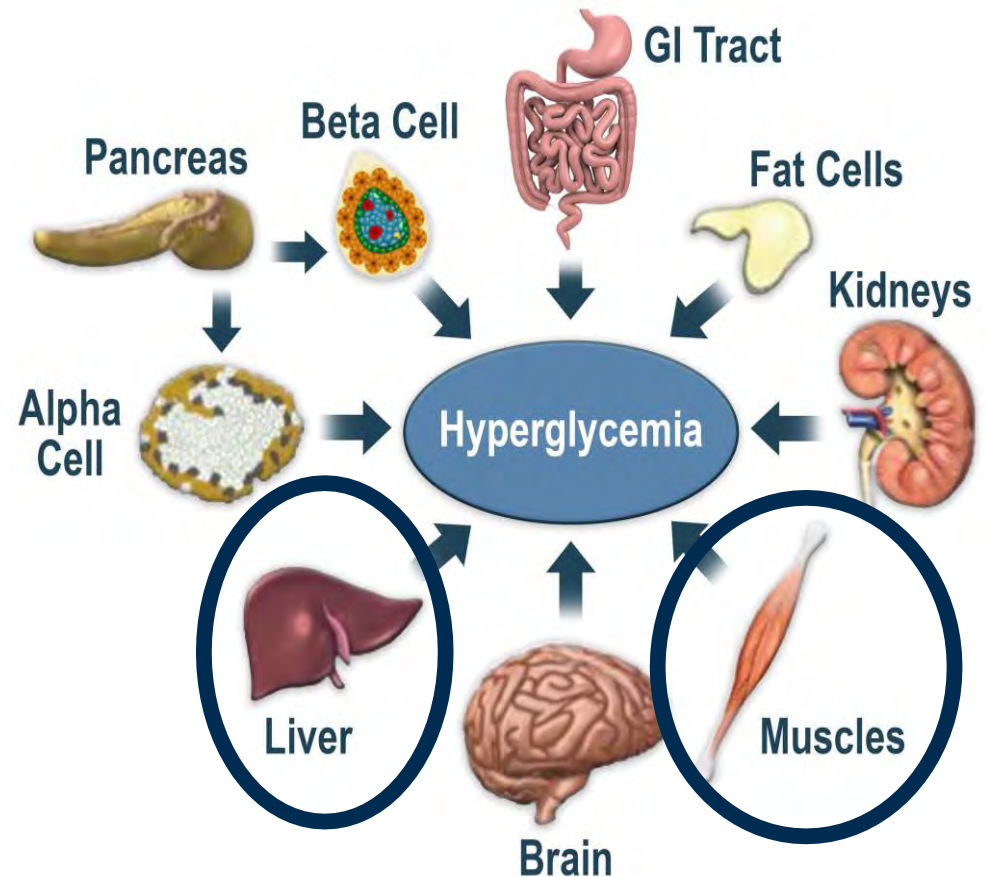 GI Tract
Beta Cell
Pancreas
Fat Cells
Kidneys
Alpha
Cell
Hyperglycemia
Liver
Muscles
Brain